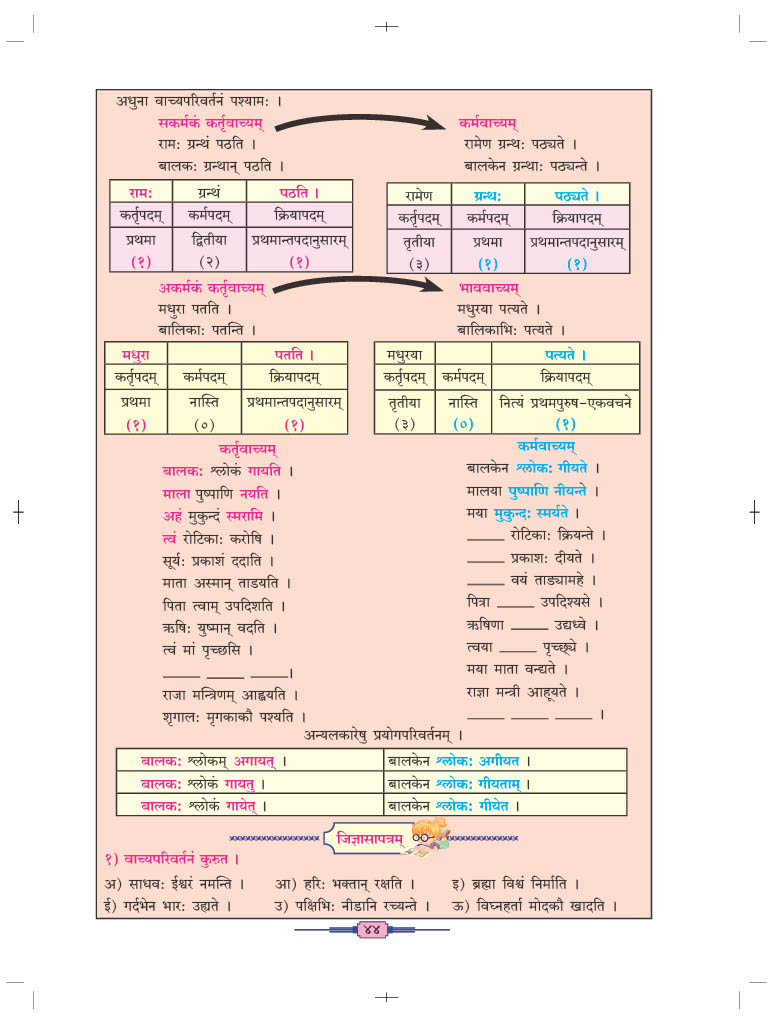 अधुना वाच्यपरिवर्तनं पश्याम: ।
सकर्मकं कर्तृवाच्यम् कर्मवाच्यम्
राम: ग्रन्थं पठति । रामेण ग्रन्थ: पठ्यते ।
बालक: ग्रन्थान् पठति । बालकेन ग्रन्था: पठ्यन्ते ।
राम: ग्रन्थं पठति ।
कर्तृपदम् कर्मपदम् क्रियापदम्
प्रथमा द्वितीया प्रथमान्तपदानुसारम्
(१) (२) (१)
रामेण ग्रन्थ: पठ्यते ।
कर्तृपदम् कर्मपदम् क्रियापदम्
तृतीया प्रथमा प्रथमान्तपदानुसारम्
(३) (१) (१)
अकर्मकं कर्तृवाच्यम् भाववाच्यम्
मधुरा पतति । मधुरया पत्यते ।
बालिका: पतन्ति । बालिकाभि: पत्यते ।
मधुरा पतति ।
कर्तृपदम् कर्मपदम् क्रियापदम्
प्रथमा नास्ति प्रथमान्तपदानुसारम्
(१) (०) (१)
मधुरया पत्यते ।
कर्तृपदम् कर्मपदम् क्रियापदम्
तृतीया नास्ति नित्यं प्रथमपुरुष-एकवचने
(३) (०) (१)
कर्तृवाच्यम्
बालक: श्लोकं गायति ।
माला पुष्पाणि नयति ।
अहं मुकुन्दं स्मरामि ।
त्वं रोटिका: करोषि ।
सूर्य: प्रकाशं ददाति ।
माता अस्मान् ताडयति ।
पिता त्वाम् उपदिशति ।
ऋषि: युष्मान् वदति ।
त्वं मां पृच्छसि ।
_____ _____ _____।
राजा मन्त्रिणम् आह्वयति ।
शृगाल: मृगकाकौ पश्यति ।
कर्मवाच्यम्
बालकेन श्लोक: गीयते ।
मालया पुष्पाणि नीयन्ते ।
मया मुकुन्द: स्मर्यते ।
_____ रोटिका: क्रियन्ते ।
_____ प्रकाश: दीयते ।
_____ वयं ताड्यामहे ।
पित्रा _____ उपदिश्यसे ।
ऋषिणा _____ उद्यध्वे ।
त्वया _____ पृच्छ्ये ।
मया माता वन्द्यते ।
राज्ञा मन्त्री आहूयते ।
_____ _____ _____ ।
अन्यलकारेषु प्रयोगपरिवर्तनम् ।
बालक: श्लोकम् अगायत् । बालकेन श्लोक: अगीयत ।
बालक: श्लोकं गायतु । बालकेन श्लोक: गीयताम् ।
बालक: श्लोकं गायेत् । बालकेन श्लोक: गीयेत ।
जिज्ञासापत्रम्
१) वाच्यपरिवर्तनं कुरुत ।
अ) साधव: ईश्वरं नमन्ति । आ) हरि: भक्तान् रक्षति । इ) ब्रह्मा विश्वं निर्माति ।
ई) गर्दभेन भार: उह्यते । उ) पक्षिभि: नीडानि रच्यन्ते । ऊ) विघ्नहर्ता मोदकौ खादति ।
४४